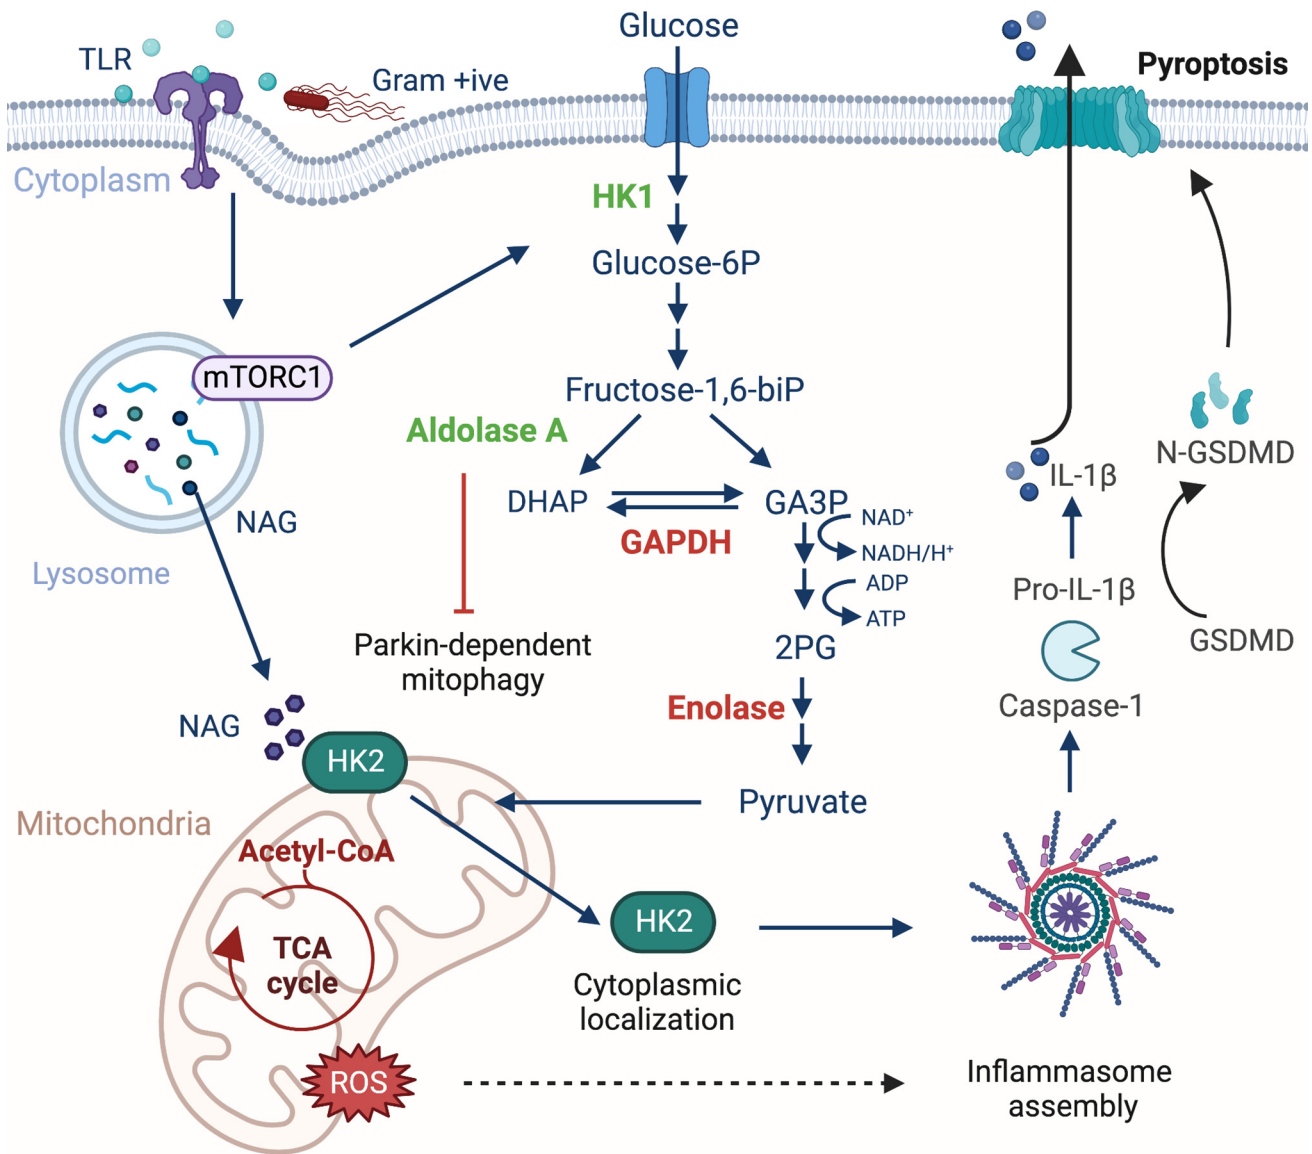 Glucose
TLR
Gram +ive
Pyroptosis
Cytoplasm
HK1
Glucose-6P
mTORC1
Fructose-1,6-biP
Aldolase A
N-GSDMD
IL-1β
DHAP
GA3P
NAD⁺
NAG
GAPDH
NADH/H⁺
Lysosome
ADP
Pro-IL-1β
ATP
Parkin-dependent
mitophagy
2PG
GSDMD
Enolase
Caspase-1
NAG
HK2
Pyruvate
Mitochondria
Acetyl-CoA
HK2
TCA
cycle
Cytoplasmic
localization
ROS
Inflammasome
assembly